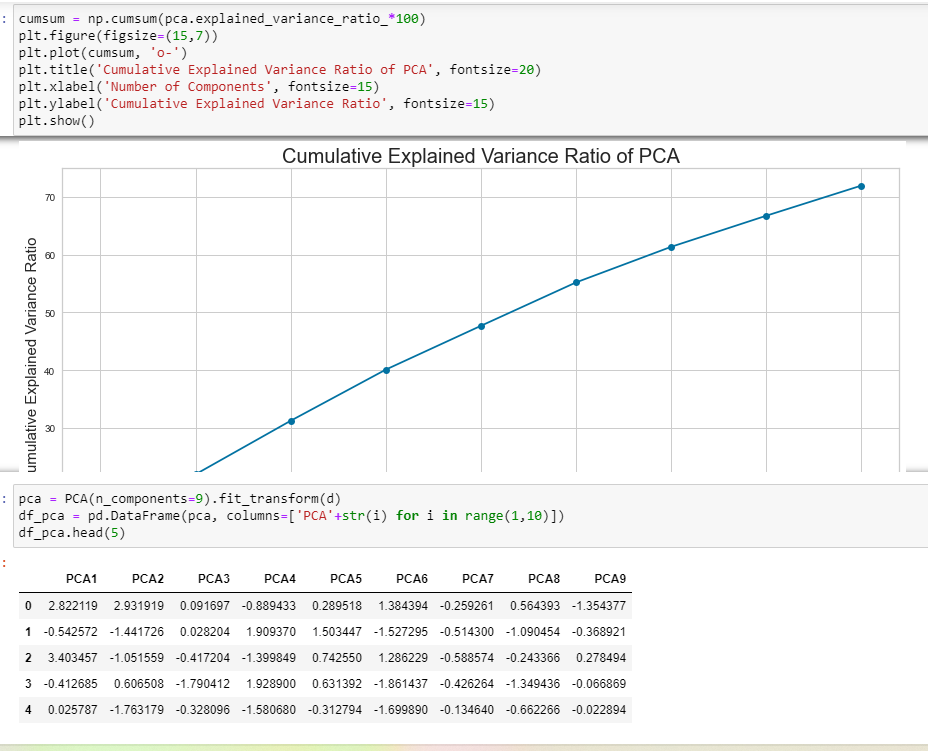 : cumsum = np.cumsum(pca.explained_variance_ratio_*100)
plt.figure(figsize=(15,7))
plt.plot(cumsum, 'o-')
plt.title('Cumulative Explained Variance Ratio of PCA', fontsize=20)
plt.xlabel('Number of Components', fontsize=15)
plt.ylabel('Cumulative Explained Variance Ratio', fontsize=15)
plt.show()
Cumulative Explained Variance Ratio of PCA
70
60
50
40
30
umulative Explained Variance Ratio
: pca = PCA(n_components=9).fit_transform(d)
df_pca = pd.DataFrame(pca, columns=['PCA'+str(i) for i in range(1,10)])
df_pca.head(5)
:
PCA1 PCA2 PCA3 PCA4 PCA5 PCA6 PCA7 PCA8 PCA9
0 2.822119 2.931919 0.091697 -0.889433 0.289518 1.384394 -0.259261 0.564393 -1.354377
1 -0.542572 -1.441726 0.028204 1.909370 1.503447 -1.527295 -0.514300 -1.090454 -0.368921
2 3.403457 -1.051559 -0.417204 -1.399849 0.742550 1.286229 -0.588574 -0.243366 0.278494
3 -0.412685 0.606508 -1.790412 1.928900 0.631392 -1.861437 -0.426264 -1.349436 -0.066869
4 0.025787 -1.763179 -0.328096 -1.580680 -0.312794 -1.699890 -0.134640 -0.662266 -0.022894